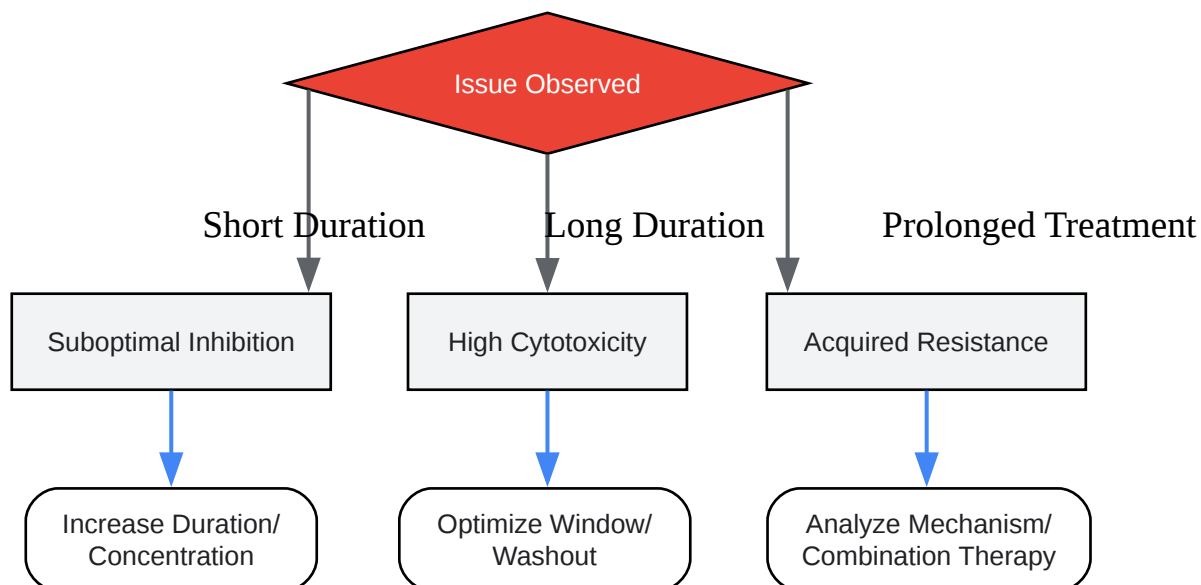 Issue Observed
Short Duration
Long Duration
Prolonged Treatment
Suboptimal Inhibition
High Cytotoxicity
Acquired Resistance
Increase Duration/
Concentration
Optimize Window/
Washout
Analyze Mechanism/
Combination Therapy